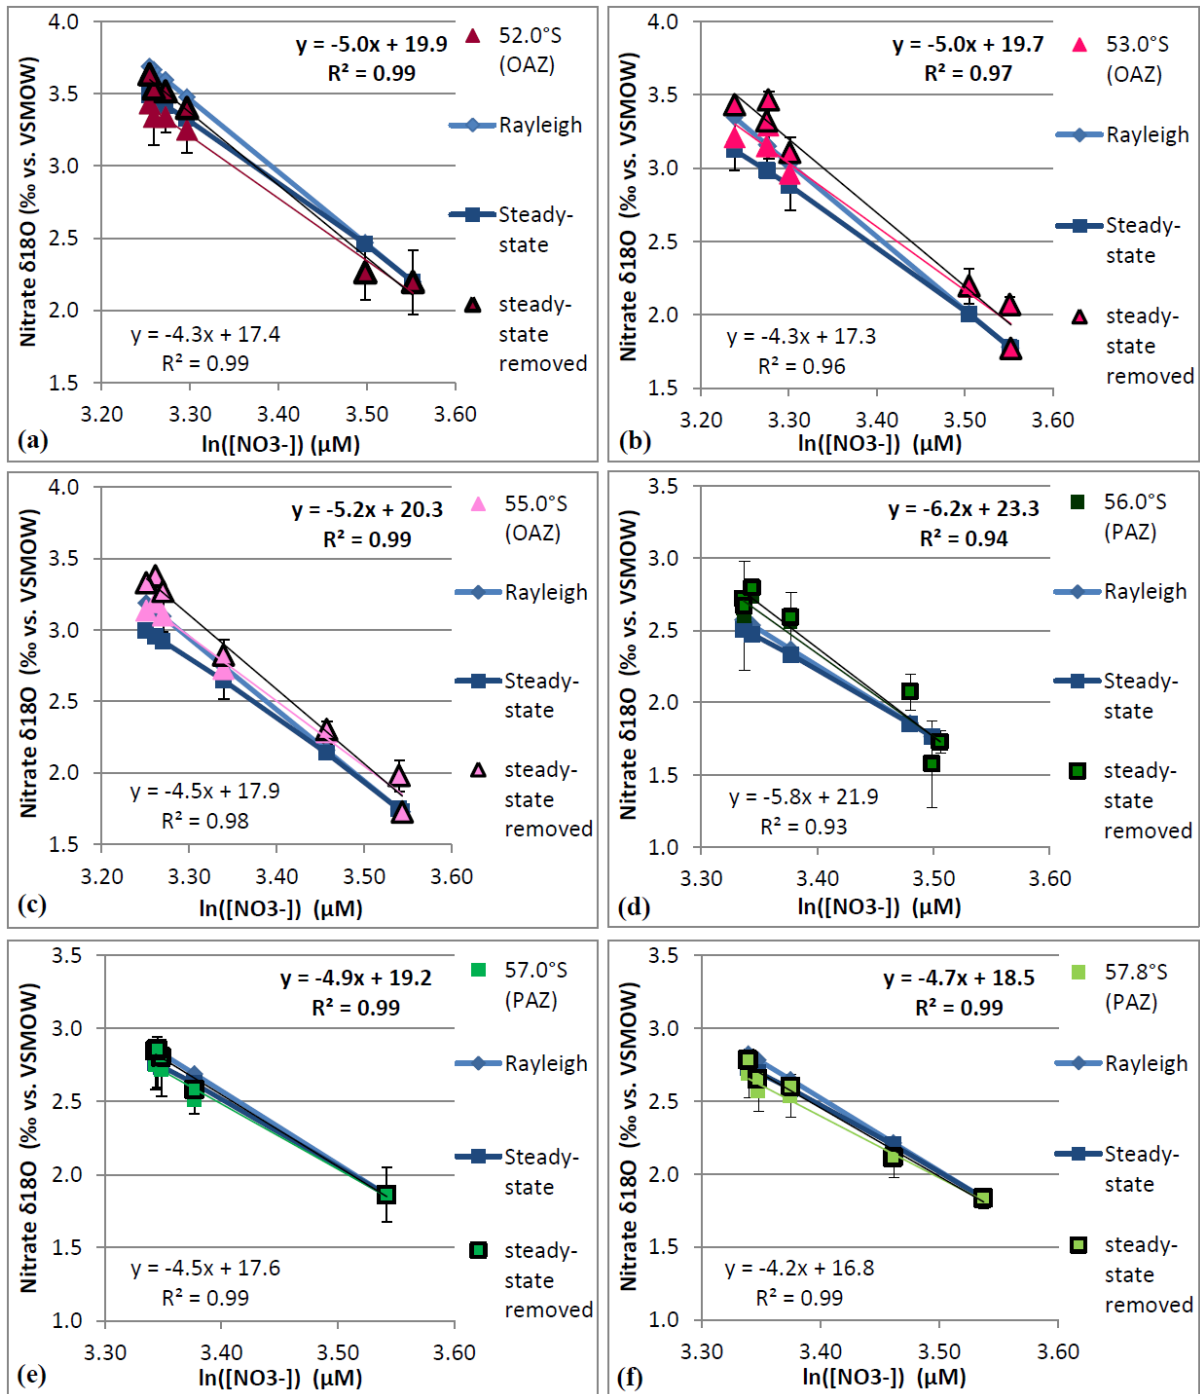 4.0
3.5
3.0
2.5
2.0
1.5
3.20
3.30
3.40
3.50
3.60
Nitrate δ18O (‰ vs. VSMOW)
ln([NO3-]) (µM)
y = -5.0x + 19.9
R² = 0.99
y = -4.3x + 17.4
R² = 0.99
52.0°S
(OAZ)
Rayleigh
Steady-
state
steady-
state
removed
(a)
4.0
3.5
3.0
2.5
2.0
1.5
3.20
3.30
3.40
3.50
3.60
Nitrate δ18O (‰ vs. VSMOW)
ln([NO3-]) (µM)
y = -5.0x + 19.7
R² = 0.97
y = -4.3x + 17.3
R² = 0.96
53.0°S
(OAZ)
Rayleigh
Steady-
state
steady-
state
removed
(b)
4.0
3.5
3.0
2.5
2.0
1.5
3.20
3.30
3.40
3.50
3.60
Nitrate δ18O (‰ vs. VSMOW)
ln([NO3-]) (µM)
y = -5.2x + 20.3
R² = 0.99
y = -4.5x + 17.9
R² = 0.98
55.0°S
(OAZ)
Rayleigh
Steady-
state
steady-
state
removed
(c)
3.5
3.0
2.5
2.0
1.5
1.0
3.30
3.40
3.50
3.60
Nitrate δ18O (‰ vs. VSMOW)
ln([NO3-]) (µM)
y = -6.2x + 23.3
R² = 0.94
y = -5.8x + 21.9
R² = 0.93
56.0°S
(PAZ)
Rayleigh
Steady-
state
steady-
state
removed
(d)
3.5
3.0
2.5
2.0
1.5
1.0
3.30
3.40
3.50
3.60
Nitrate δ18O (‰ vs. VSMOW)
ln([NO3-]) (µM)
y = -4.9x + 19.2
R² = 0.99
y = -4.5x + 17.6
R² = 0.99
57.0°S
(PAZ)
Rayleigh
Steady-
state
steady-
state
removed
(e)
3.5
3.0
2.5
2.0
1.5
1.0
3.30
3.40
3.50
3.60
Nitrate δ18O (‰ vs. VSMOW)
ln([NO3-]) (µM)
y = -4.7x + 18.5
R² = 0.99
y = -4.2x + 16.8
R² = 0.99
57.8°S
(PAZ)
Rayleigh
Steady-
state
steady-
state
removed
(f)